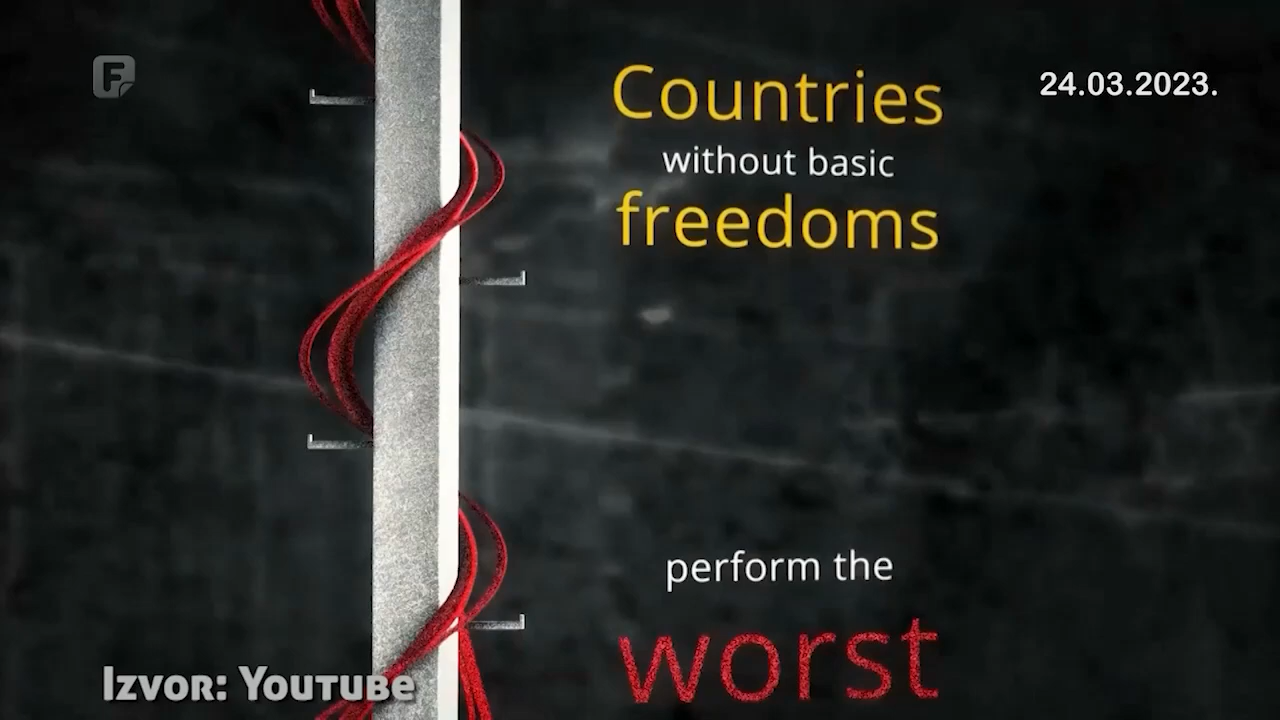 F
24.03.2023.
Countries
without basic
freedoms
perform the
worst
Izvor: Youtube